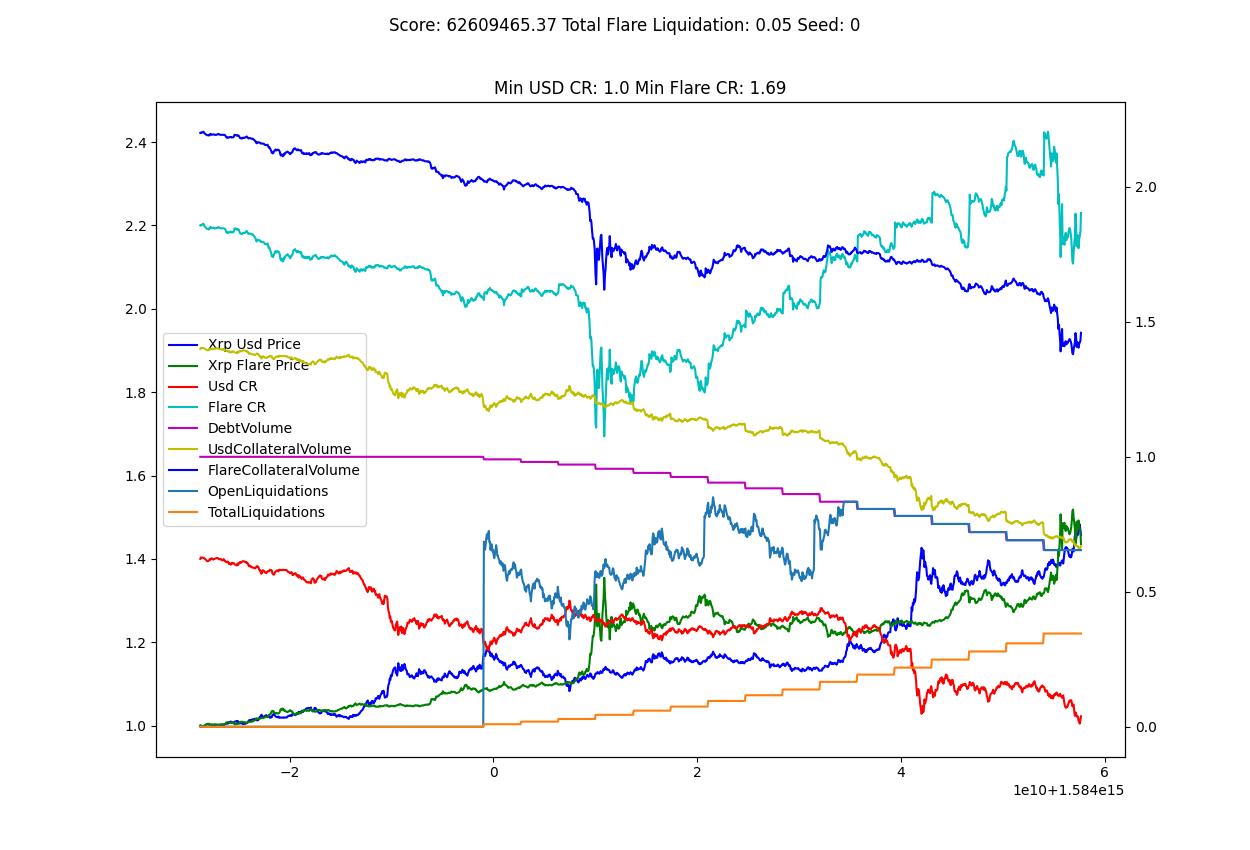 Score: 62609465.37 Total Flare Liquidation: 0.05 Seed: 0
Min USD CR: 1.0 Min Flare CR: 1.69
2.4
2.2
2.0
1.8
1.6
1.4
1.2
1.0
Xrp Usd Price
Xrp Flare Price
Usd CR
Flare CR
DebtVolume
UsdCollateralVolume
FlareCollateralVolume
OpenLiquidations
TotalLiquidations
2.0
1.5
1.0
0.5
0.0
−2 0 2 4 6
1e10+1.584e15